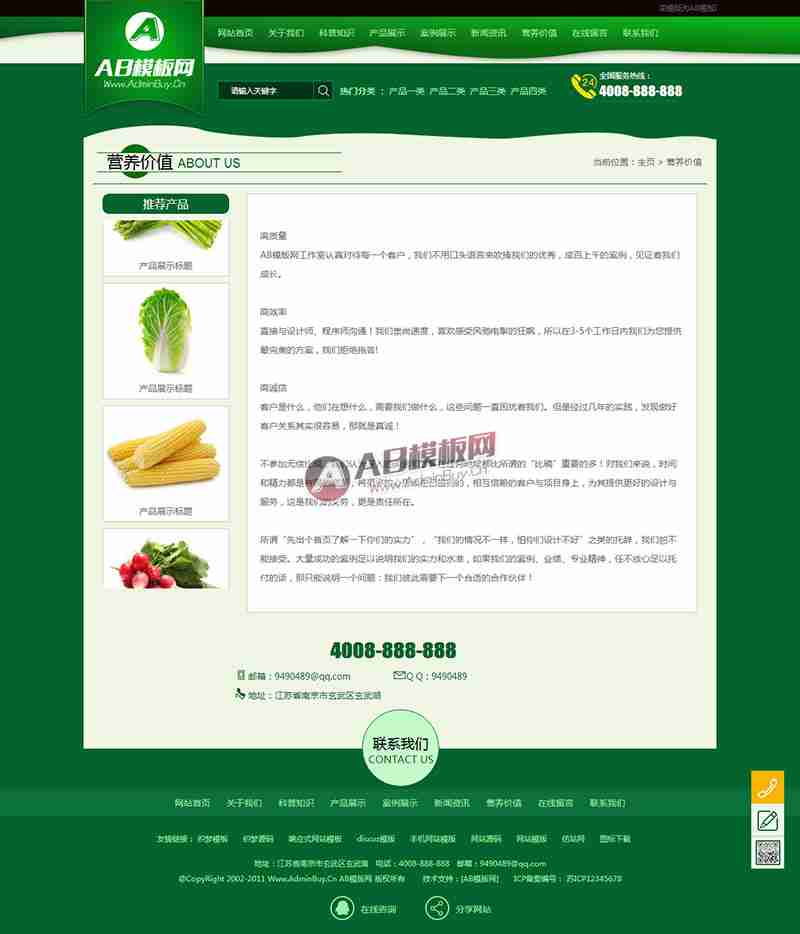 欢迎光临AB模板网
AB模板网
Www.AdminBuy.Cn
网站首页 关于我们 科普知识 产品展示 案例展示 新闻资讯 营养价值 在线留言 联系我们
请输入关键字
热门分类 : 产品一类 产品二类 产品三类 产品四类
24
全国服务热线:
4008-888-888
营养价值 ABOUT US
当前位置:主页 > 营养价值
推荐产品
产品展示标题
产品展示标题
产品展示标题
高质量
AB模板网工作室认真对待每一个客户,我们不用口头语言来吹捧我们的优秀,成百上千的案例,见证着我们
成长。
高效率
直接与设计师、程序师沟通!我们崇尚速度,喜欢感受风驰电掣的狂飙,所以在3-5个工作日内我们为您提供
最完美的方案,我们拒绝拖沓!
高诚信
客户是什么,他们在想什么,需要我们做什么,这些问题一直困扰着我们。但是经过几年的实践,发现做好
客户关系其实很容易,那就是真诚!
不参加无偿比稿,比所谓的“比稿”重要的多!对我们来说,时间
和精力都是相互信赖的客户与项目身上,为其提供更好的设计与
服务,这是我们的义务,更是责任所在。
AB模板网
Www.AdminBuy.Cn
所谓“先出个首页了解一下你们的实力”,“我们的情况不一样,怕你们设计不好”之类的托辞,我们恕不
能接受。大量成功的案例足以说明我们的实力和水准,如果我们的案例、业绩、专业精神,任不放心足以托
付的话,那只能说明一个问题:我们彼此需要下一个合适的合作伙伴!
4008-888-888
邮箱:9490489@qq.com Q Q:9490489
地址:江苏省南京市玄武区玄武湖
联系我们
CONTACT US
网站首页 关于我们 科普知识 产品展示 案例展示 新闻资讯 营养价值 在线留言 联系我们
友情链接: 织梦模板 织梦源码 响应式网站模板 discuz模板 手机网站模板 网站源码 网站模板 仿站网 图标下载
地址:江苏省南京市玄武区玄武湖 电话:4008-888-888 邮箱:9490489@qq.com
@CopyRight 2002-2011 Www.AdminBuy.Cn AB模板网 版权所有 技术支持:[AB模板网] ICP备案编号: 苏ICP12345678
在线咨询 分享网站